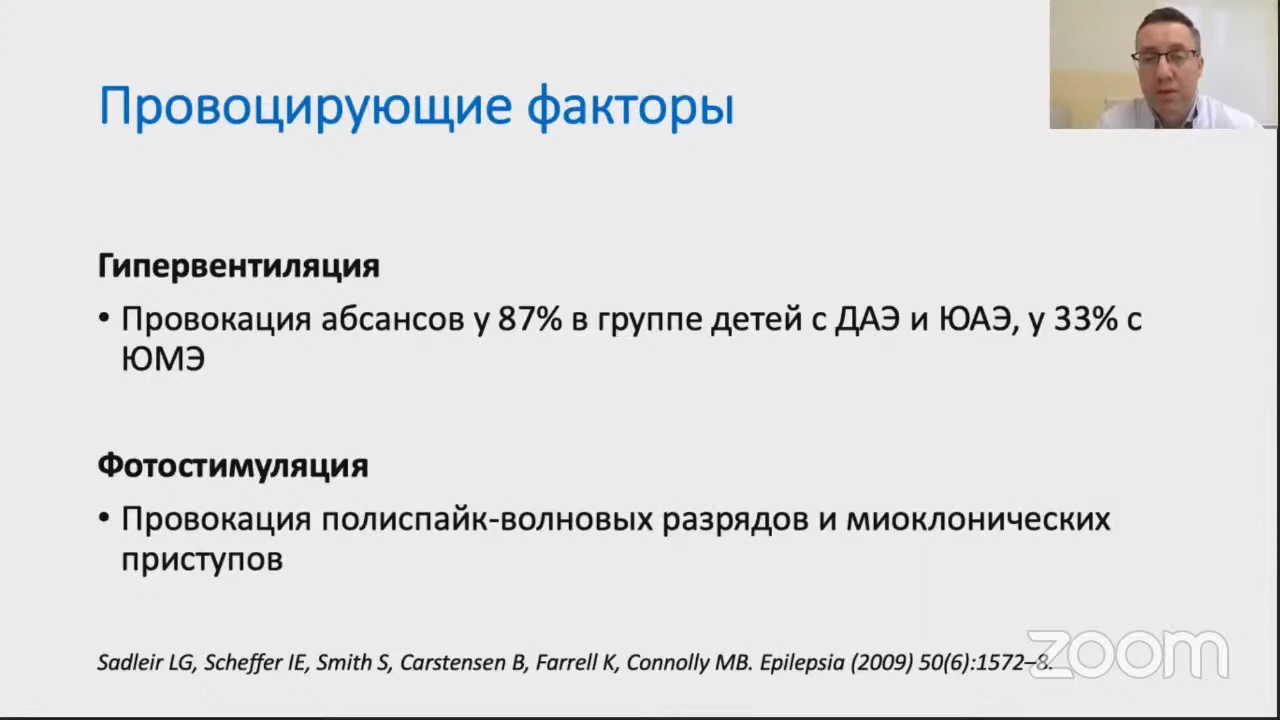 Провоцирующие факторы
Гипервентиляция
• Провокация абсансов у 87% в группе детей с ДАЭ и ЮАЭ, у 33% с
ЮМЭ
Фотостимуляция
• Провокация полиспайк-волновых разрядов и миоклонических
приступов
Sadleir LG, Scheffer IE, Smith S, Carstensen B, Farrell K, Connolly MB. Epilepsia (2009) 50(6):1572–8.
zoom